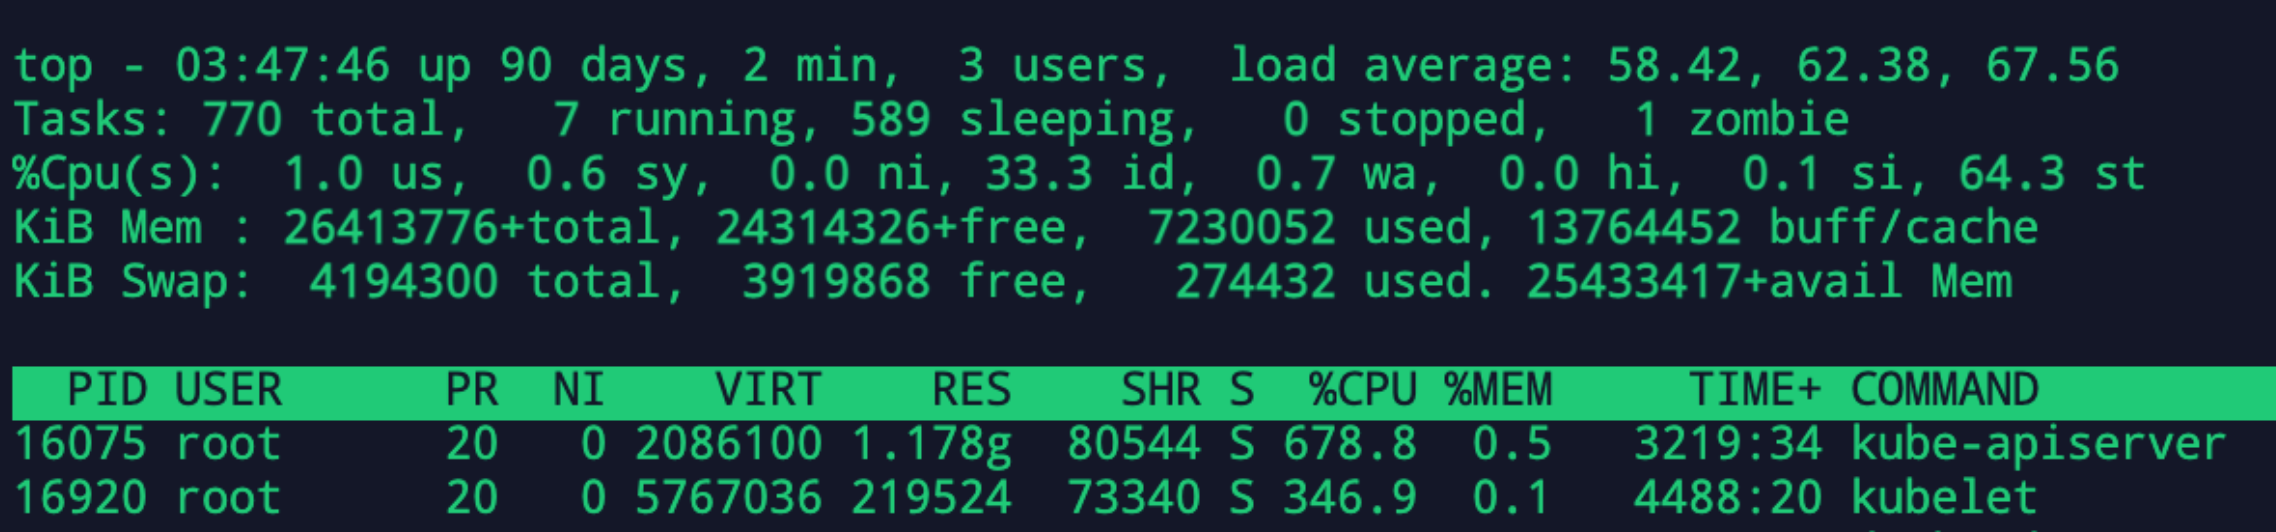 top - 03:47:46 up 90 days, 2 min,  3 users,  load average: 58.42, 62.38, 67.56
Tasks: 770 total,   7 running, 589 sleeping,   0 stopped,   1 zombie
%Cpu(s):  1.0 us,  0.6 sy,  0.0 ni, 33.3 id,  0.7 wa,  0.0 hi,  0.1 si, 64.3 st
KiB Mem : 26413776+total, 24314326+free,  7230052 used, 13764452 buff/cache
KiB Swap:  4194300 total,  3919868 free,   274432 used. 25433417+avail Mem
  PID USER      PR  NI    VIRT    RES    SHR S  %CPU %MEM     TIME+ COMMAND
16075 root      20   0 2086100 1.178g  80544 S 678.8  0.5   3219:34 kube-apiserver
16920 root      20   0 5767036 219524  73340 S 346.9  0.1   4488:20 kubelet